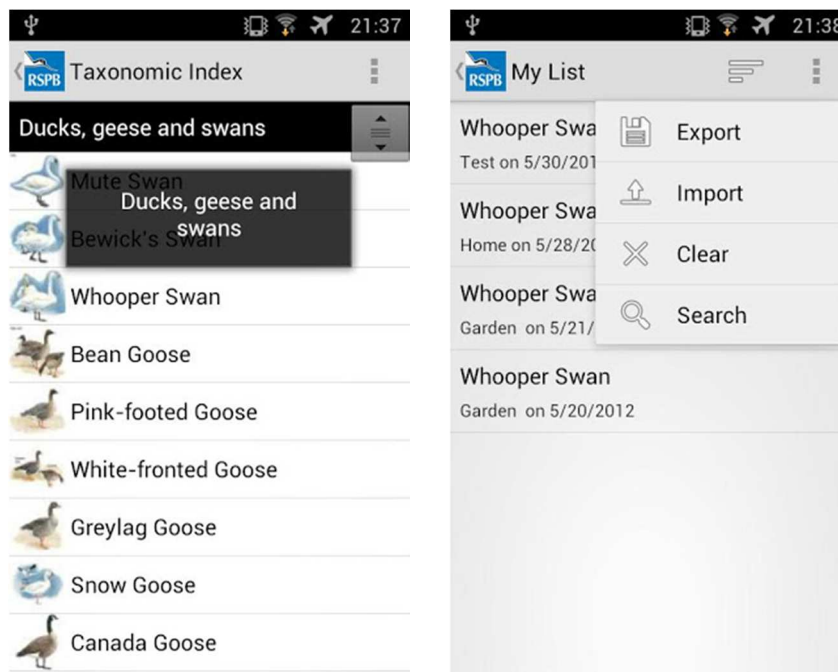 21:37
RSPB Taxonomic Index
Ducks, geese and swans
Mute Swan
Ducks, geese and
swans
Bewick's Swan
Whooper Swan
Bean Goose
Pink-footed Goose
White-fronted Goose
Greylag Goose
Snow Goose
Canada Goose
21:38
RSPB My List
Whooper Swa
Test on 5/30/201
Whooper Swa
Home on 5/28/20
Whooper Swa
Garden on 5/21/
Whooper Swan
Garden on 5/20/2012
Export
Import
Clear
Search